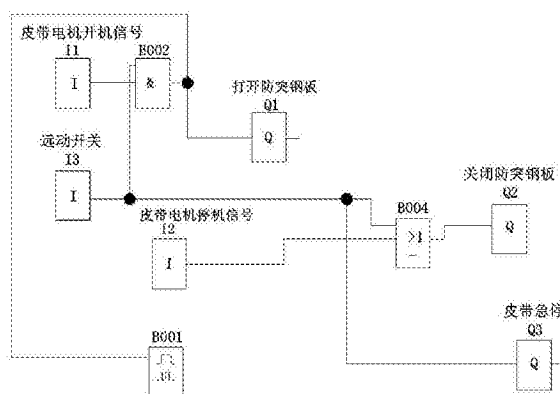 皮带电机开机信号
I1
B002
I
&
打开防突钢板
Q1
Q
远动开关
I3
I
关闭防突钢板
Q2
B004
Q
>1
皮带电机停机信号
I2
I
皮带急停
Q3
Q
B001